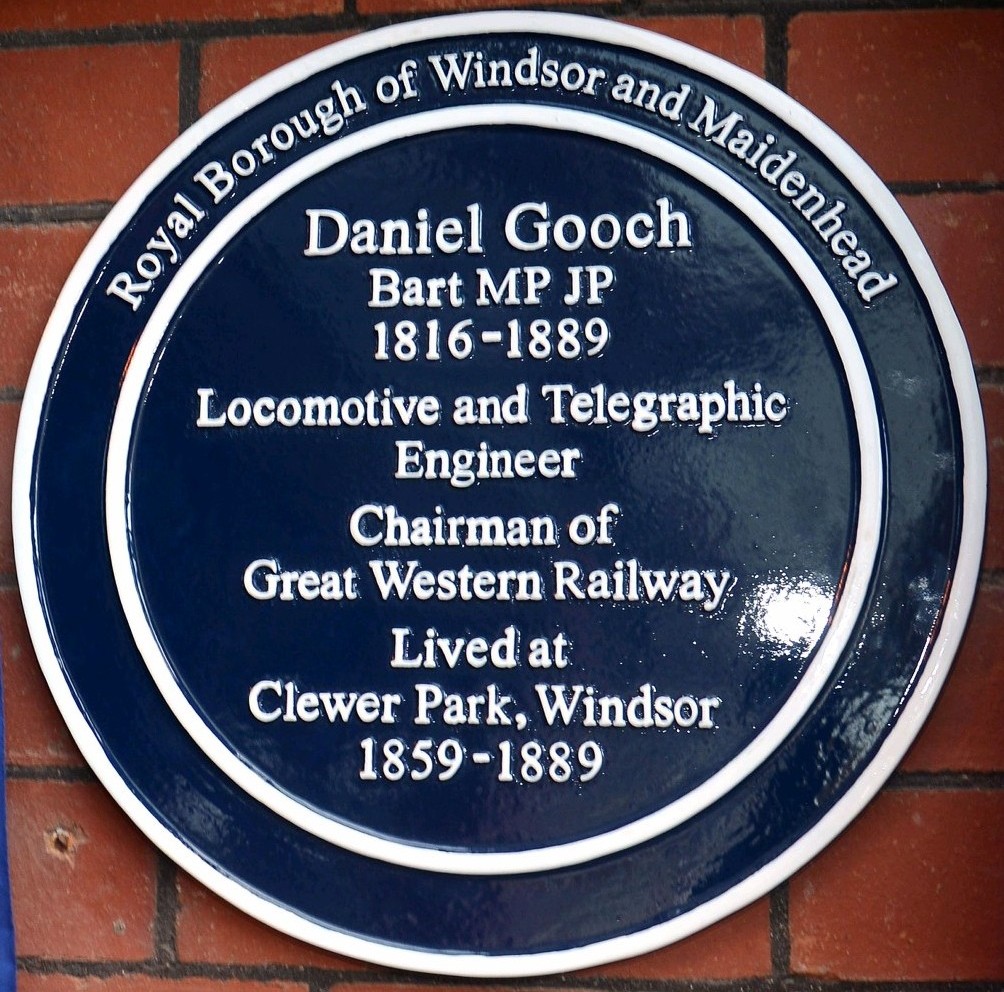 Royal Borough of Windsor and Maidenhead
Daniel Gooch
Bart MP JP
1816-1889
Locomotive and Telegraphic
Engineer
Chairman of
Great Western Railway
Lived at
Clewer Park, Windsor
1859-1889